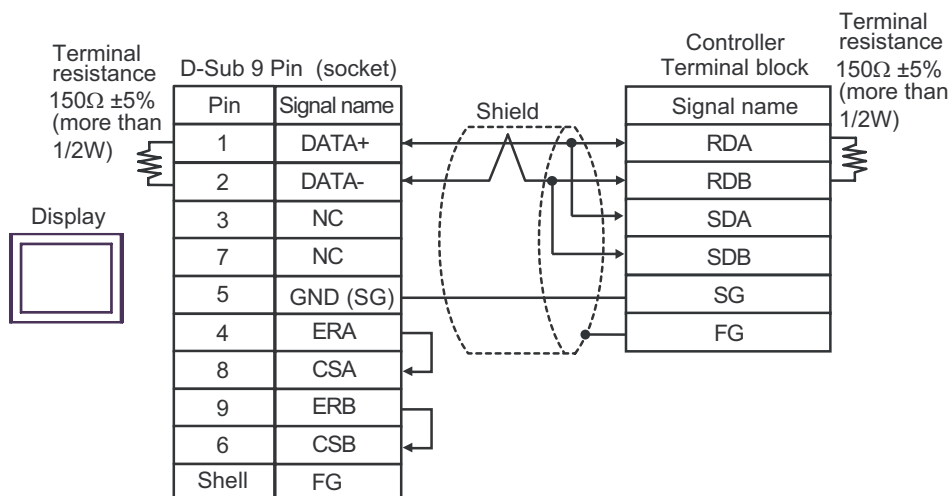 Terminal
resistance
150Ω ±5%
(more than
1/2W)
D-Sub 9 Pin (socket)
Pin Signal name
1 DATA+
2 DATA-
3 NC
7 NC
5 GND (SG)
4 ERA
8 CSA
9 ERB
6 CSB
Shell FG
Display
Shield
Controller
Terminal block
Signal name
RDA
RDB
SDA
SDB
SG
FG
Terminal
resistance
150Ω ±5%
(more than
1/2W)